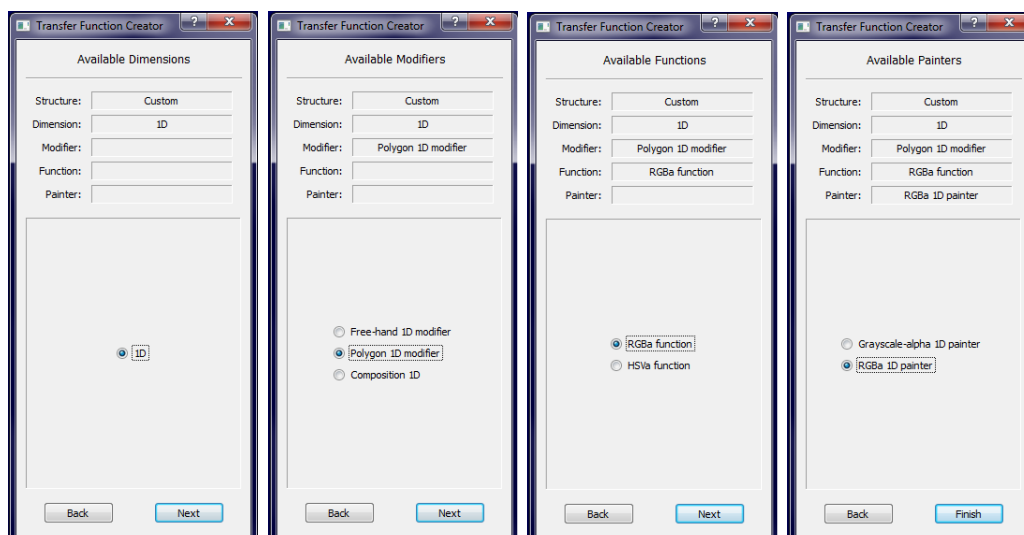 Transfer Function Creator
Available Dimensions
Structure: Custom
Dimension: 1D
Modifier:
Function:
Painter:
1D
Back Next
Transfer Function Creator
Available Modifiers
Structure: Custom
Dimension: 1D
Modifier: Polygon 1D modifier
Function:
Painter:
Free-hand 1D modifier
Polygon 1D modifier
Composition 1D
Back Next
Transfer Function Creator
Available Functions
Structure: Custom
Dimension: 1D
Modifier: Polygon 1D modifier
Function: RGBa function
Painter:
RGBa function
HSVa function
Back Next
Transfer Function Creator
Available Painters
Structure: Custom
Dimension: 1D
Modifier: Polygon 1D modifier
Function: RGBa function
Painter: RGBa 1D painter
Grayscale-alpha 1D painter
RGBa 1D painter
Back Finish